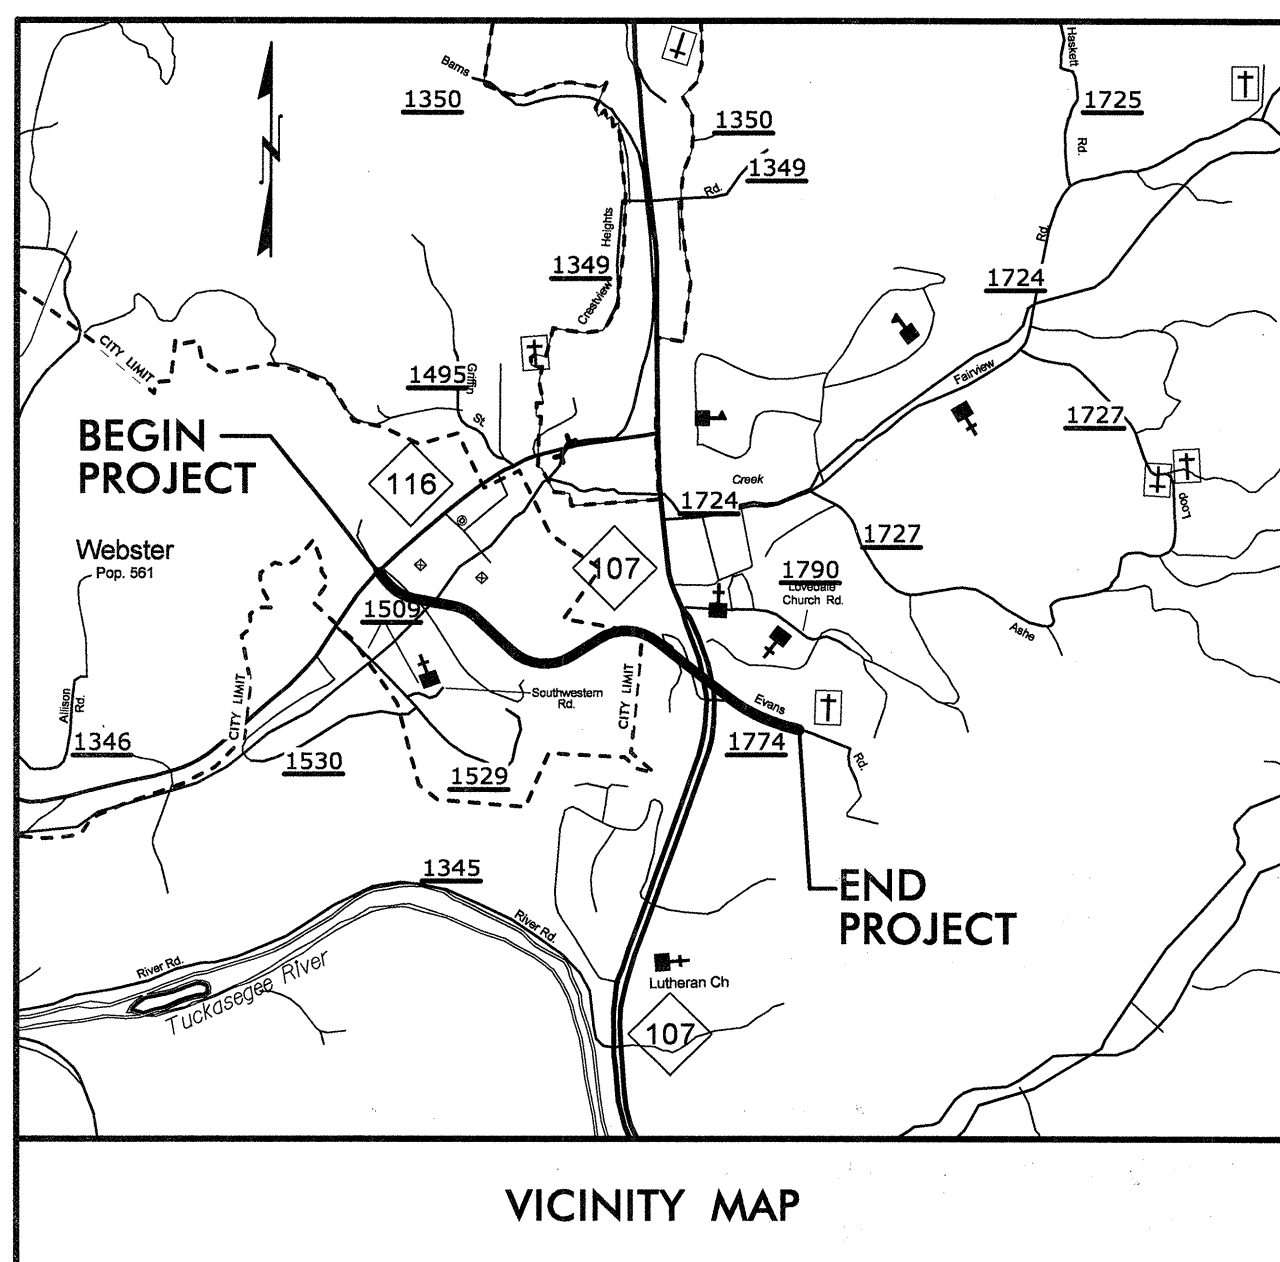 Haskett
Barns
1350
1725
1350
Rd.
1349
Rd.
Heights
Rd.
1349
1724
Crestview
CITY LIMIT
Fairview
1495
Griffin
St.
1727
BEGIN
PROJECT
116
Creek
1724
Loop
1727
Webster
Pop. 561
107
1790
Lovedale
Church Rd.
1509
Ashe
Allison
Rd.
CITY LIMIT
Southwestern
Rd.
CITY LIMIT
Evans
1346
1774
Rd.
1530
1529
1345
END
PROJECT
River Rd.
River Rd.
Tuckasegee River
Lutheran Ch
107
VICINITY MAP